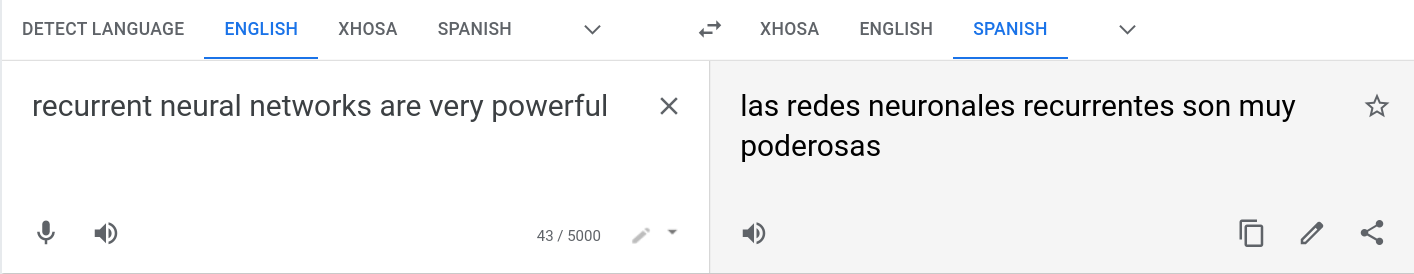 DETECT LANGUAGE ENGLISH XHOSA SPANISH
XHOSA ENGLISH SPANISH
recurrent neural networks are very powerful
las redes neuronales recurrentes son muy
poderosas
43 / 5000